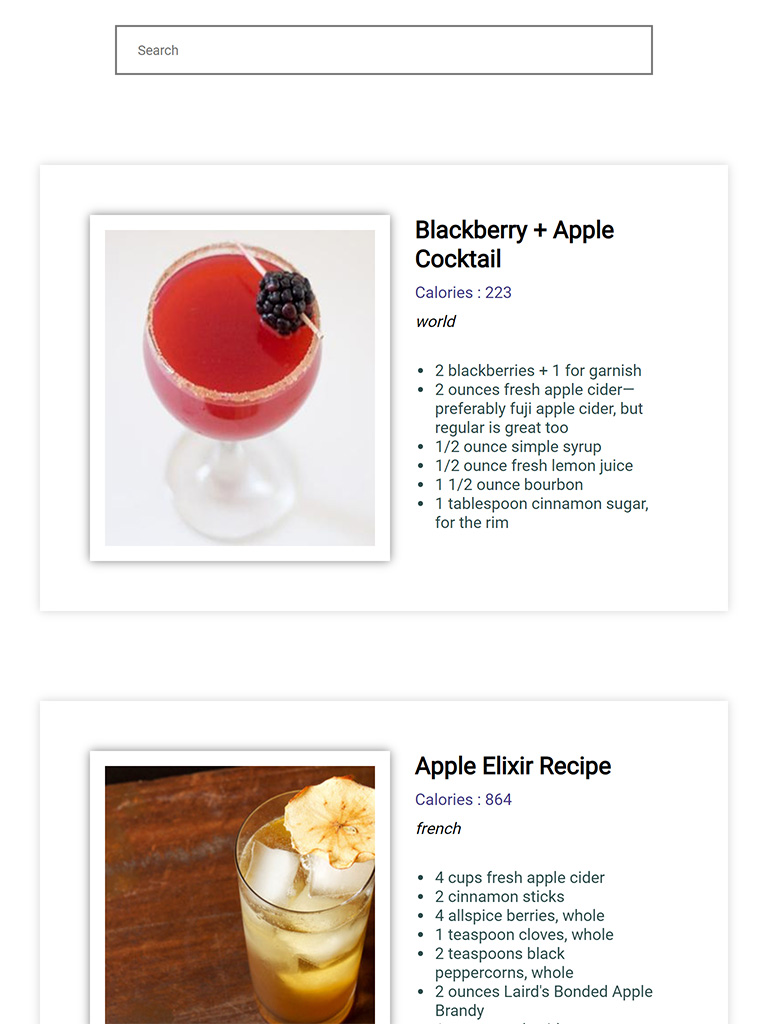 Search
Blackberry + Apple
Cocktail
Calories : 223
world
2 blackberries + 1 for garnish
2 ounces fresh apple cider—
preferably fuji apple cider, but
regular is great too
1/2 ounce simple syrup
1/2 ounce fresh lemon juice
1 1/2 ounce bourbon
1 tablespoon cinnamon sugar,
for the rim
Apple Elixir Recipe
Calories : 864
french
4 cups fresh apple cider
2 cinnamon sticks
4 allspice berries, whole
1 teaspoon cloves, whole
2 teaspoons black
peppercorns, whole
2 ounces Laird's Bonded Apple
Brandy